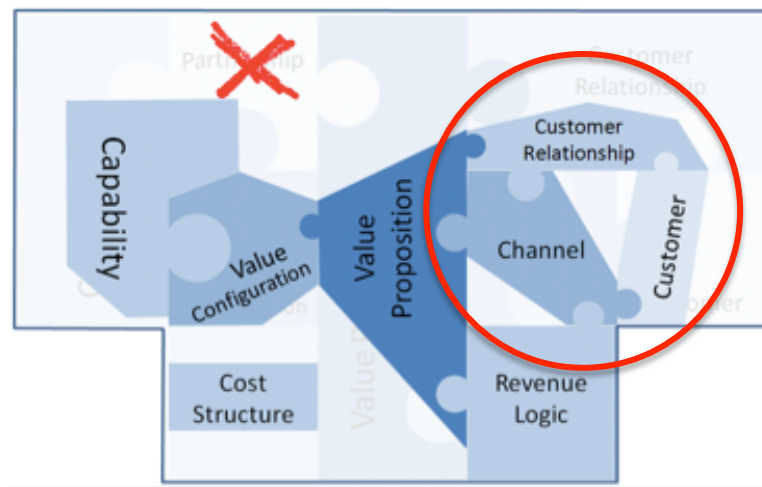 Partnership
Customer
Relationship
Capability
Value
Configuration
Value
Proposition
Customer
Relationship
Channel
Customer
Cost
Structure
Revenue
Logic